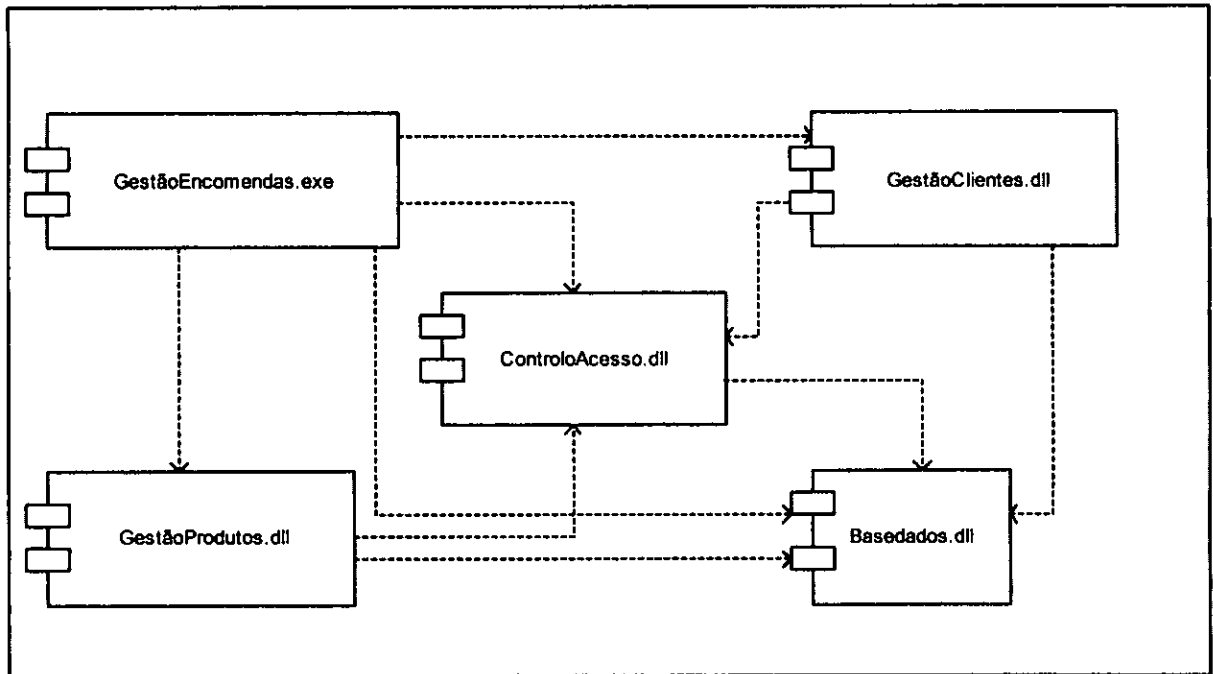 GestãoEncomendas.exe
GestãoClientes.dll
ControloAcesso.dll
GestãoProdutos.dll
Basedados.dll